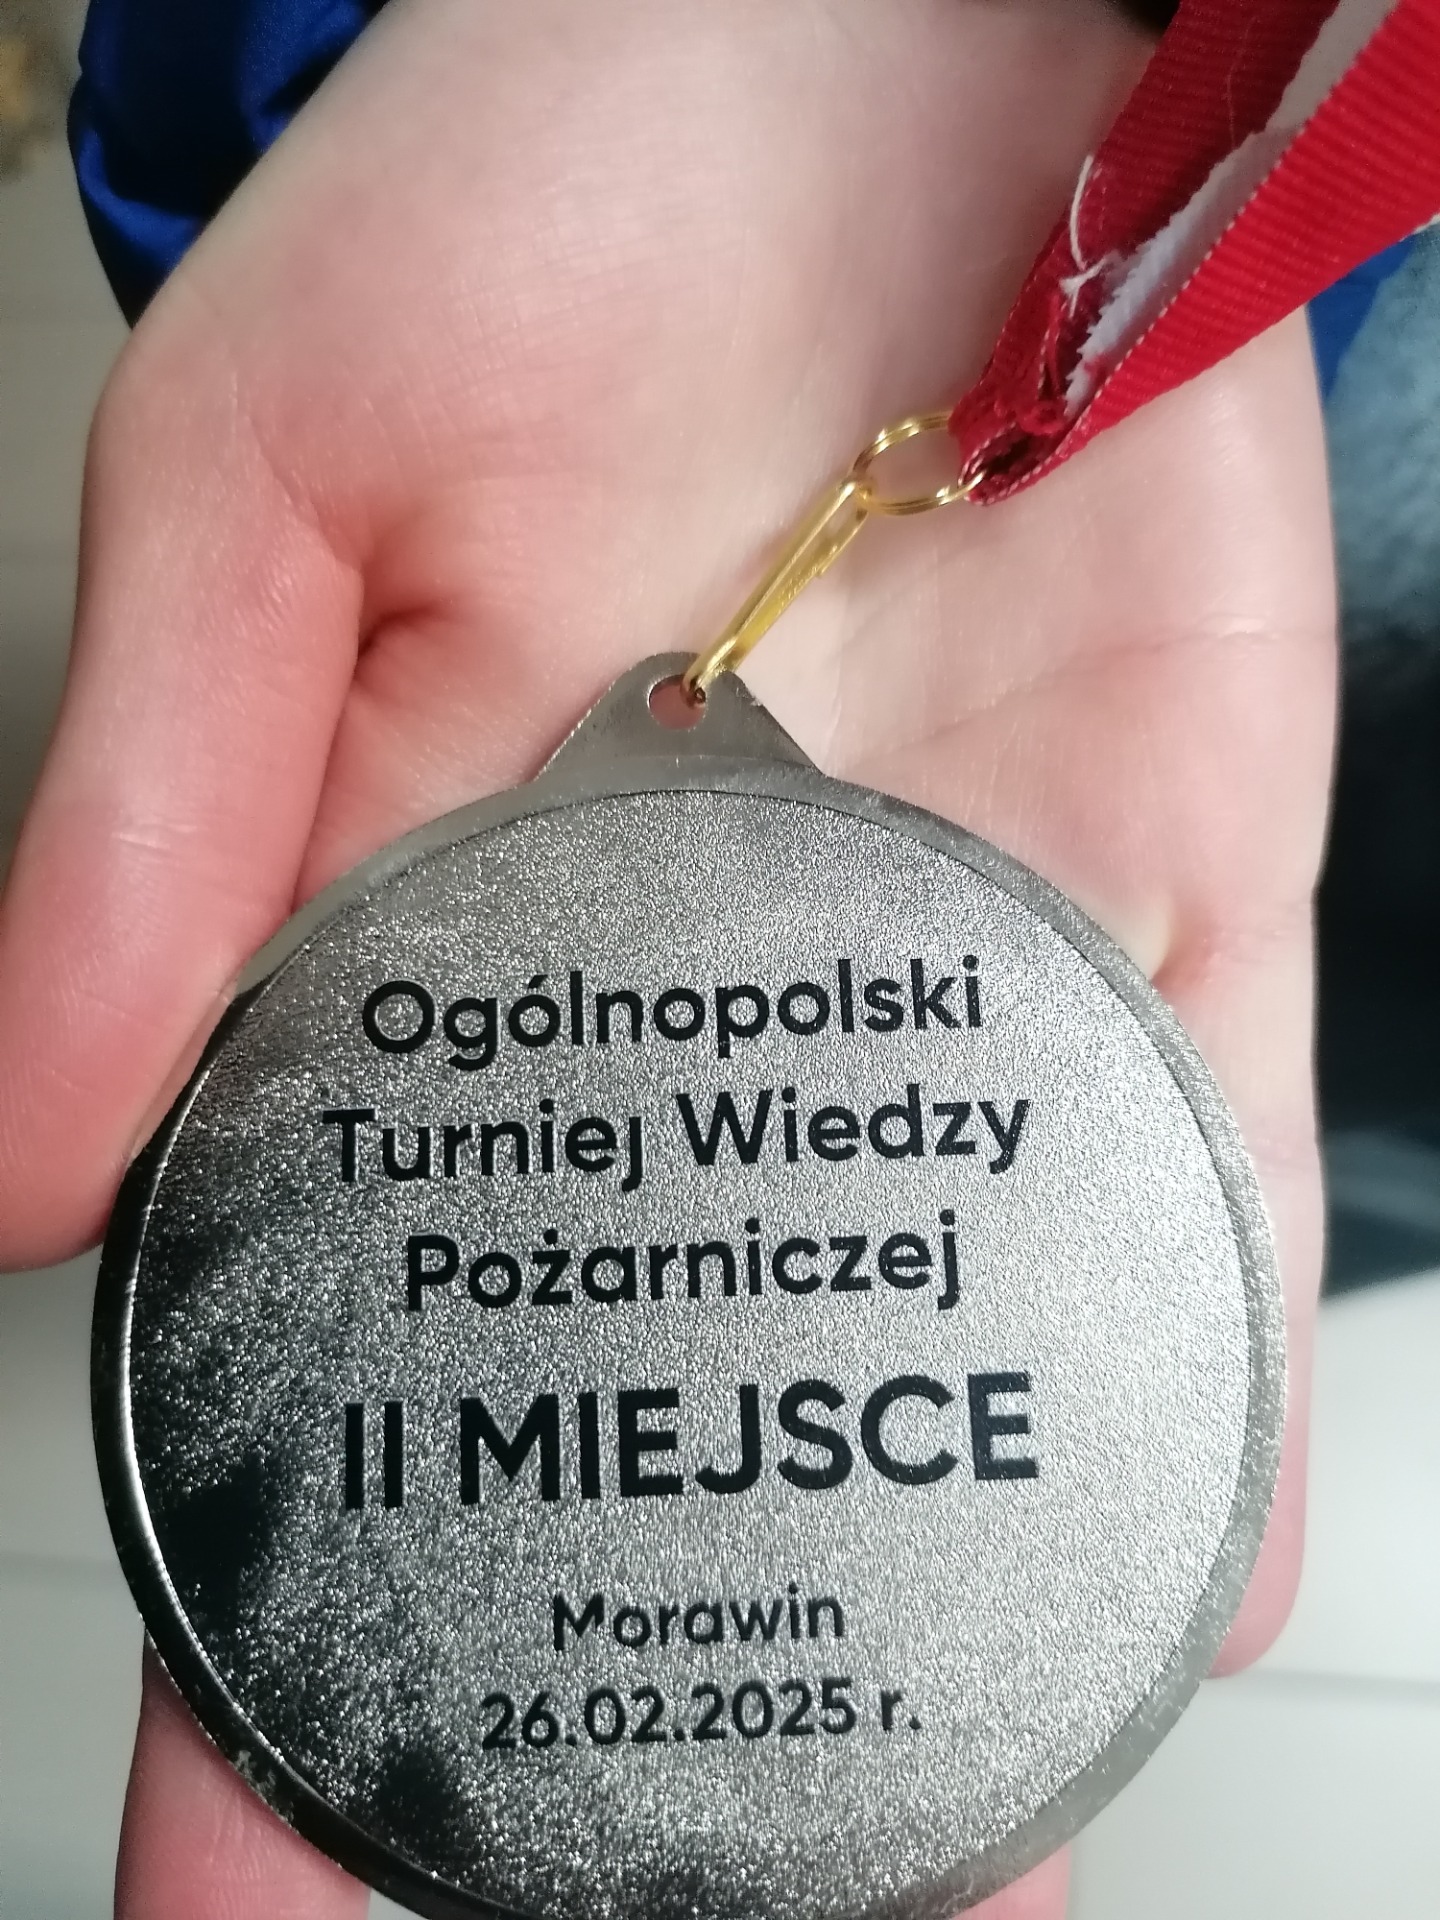 Ogólnopolski
Turniej Wiedzy
Pożarniczej
II MIEJSCE
Morawin
26.02.2025 r.